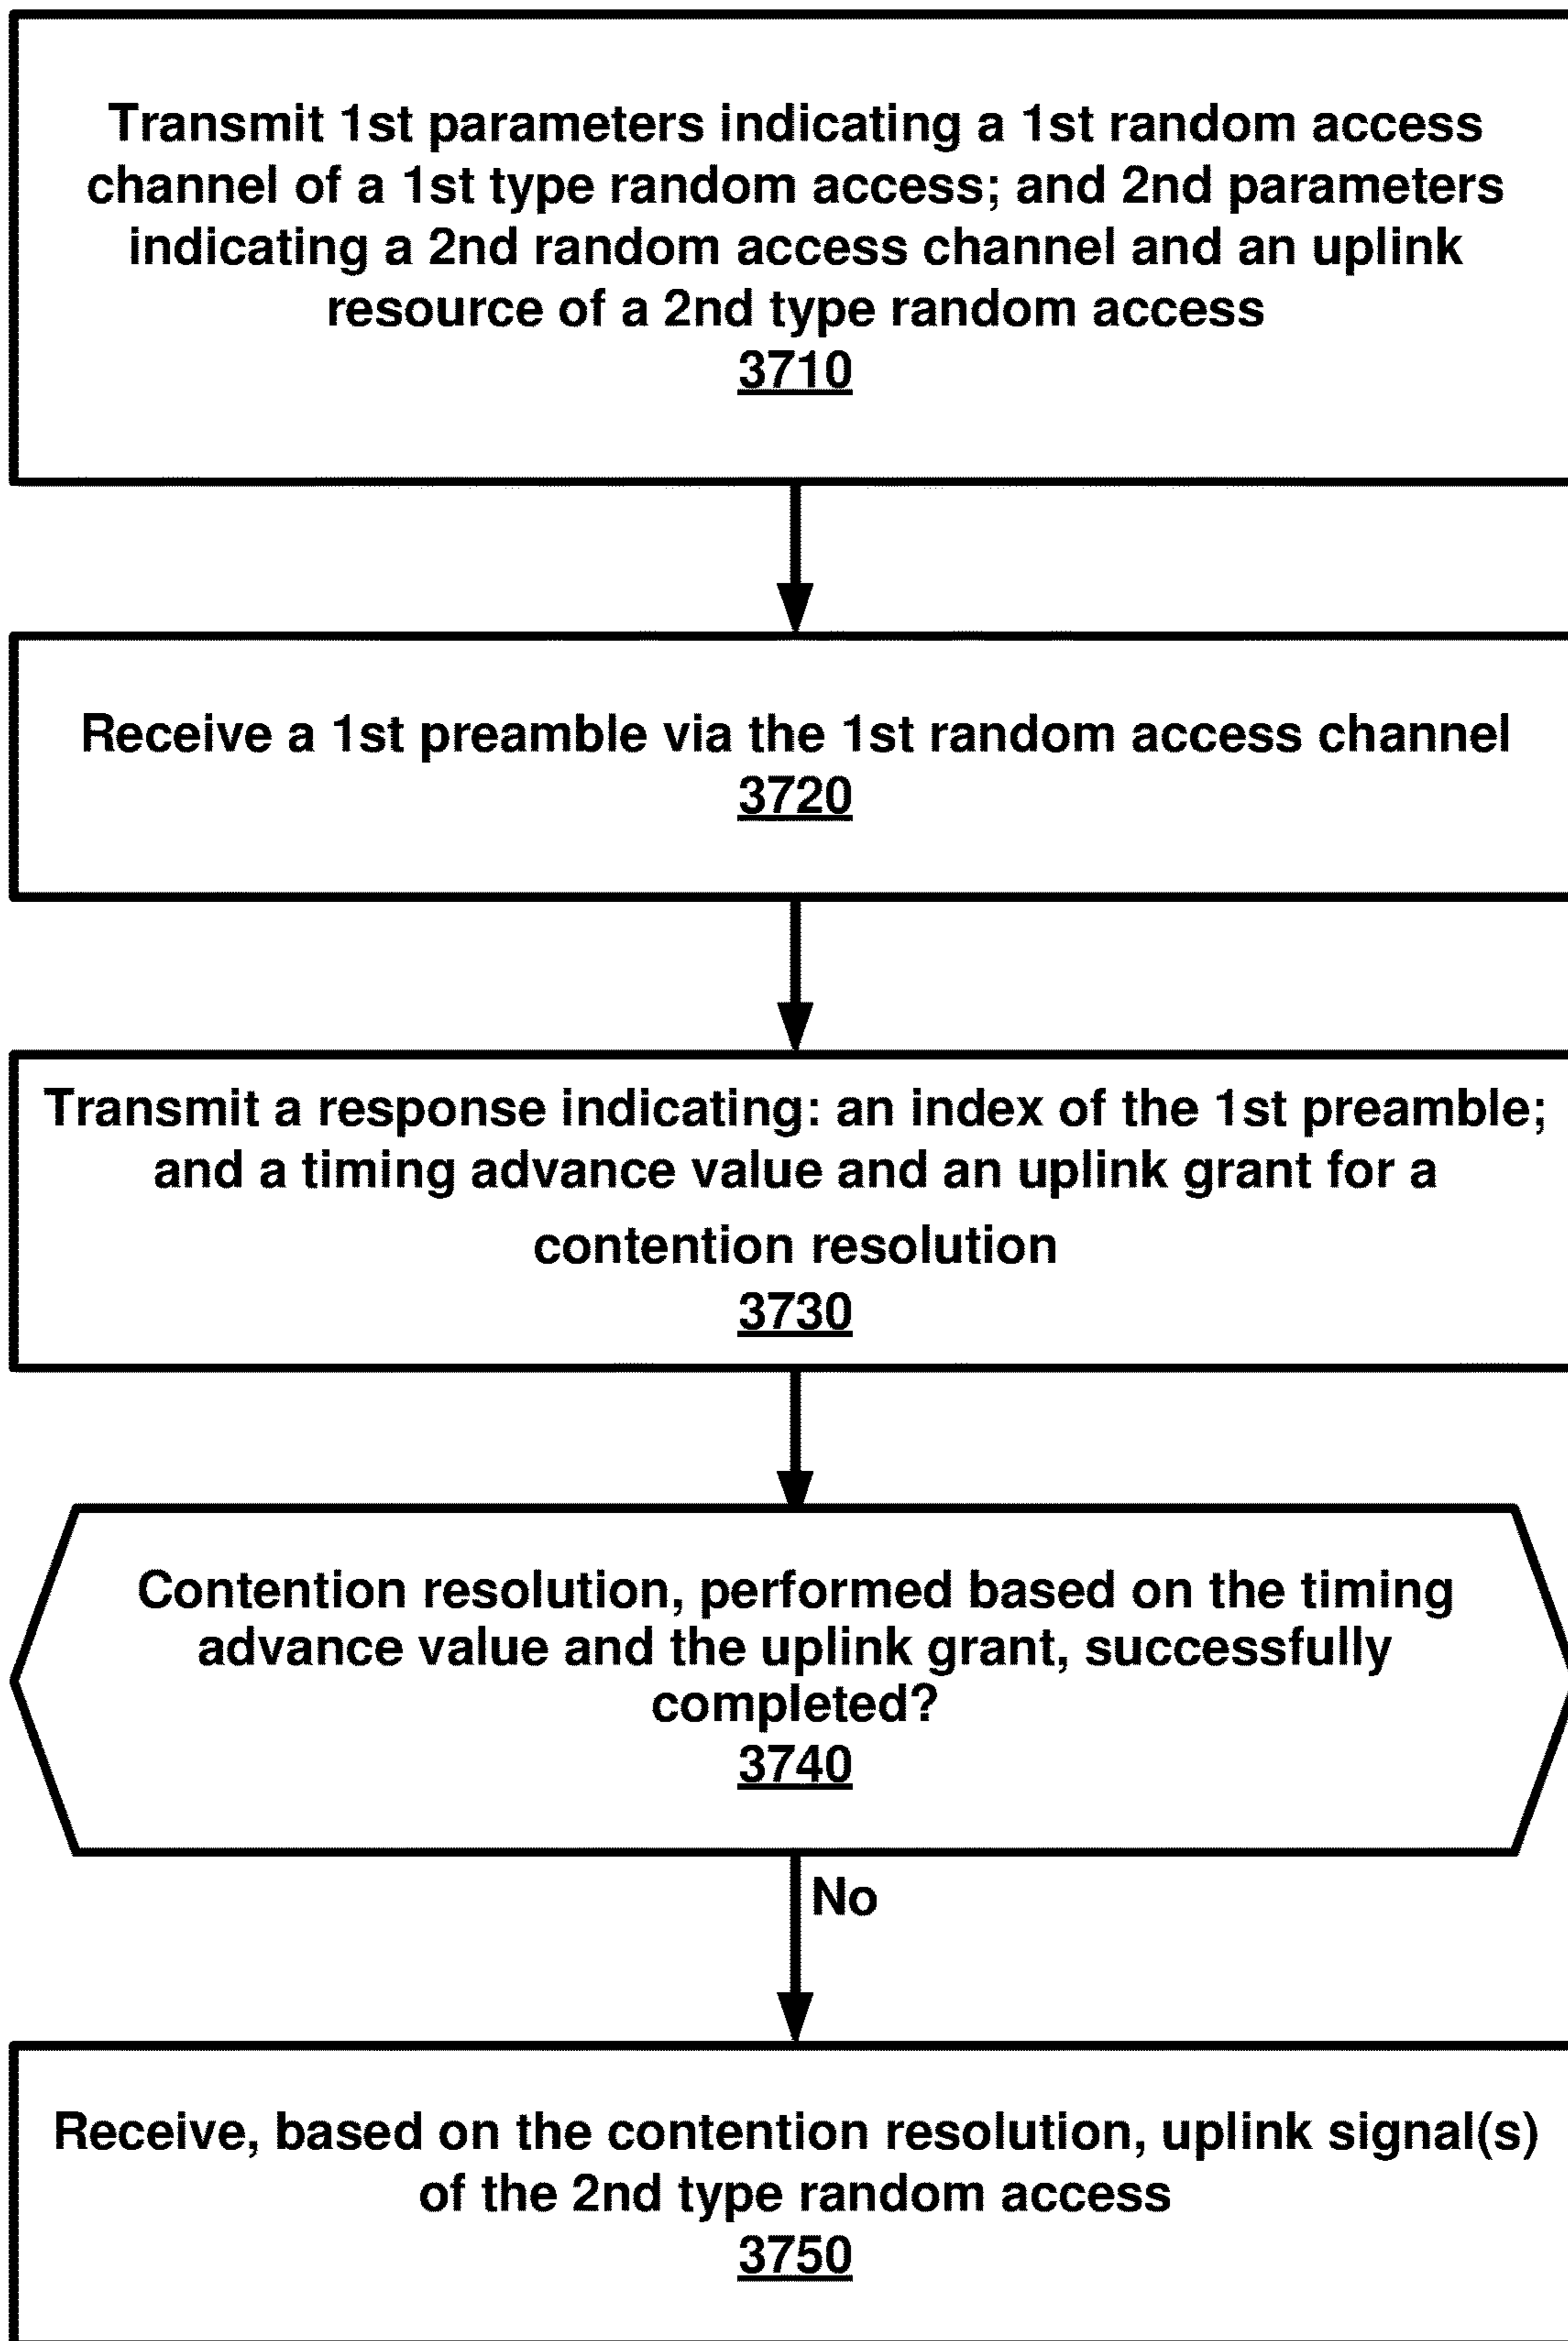 Transmit 1st parameters indicating a 1st random access
channel of a 1st type random access; and 2nd parameters
indicating a 2nd random access channel and an uplink
resource of a 2nd type random access
3710
Receive a 1st preamble via the 1st random access channel
3720
Transmit a response indicating: an index of the 1st preamble;
and a timing advance value and an uplink grant for a
contention resolution
3730
Contention resolution, performed based on the timing
advance value and the uplink grant, successfully
completed?
3740
No
Receive, based on the contention resolution, uplink signal(s)
of the 2nd type random access
3750